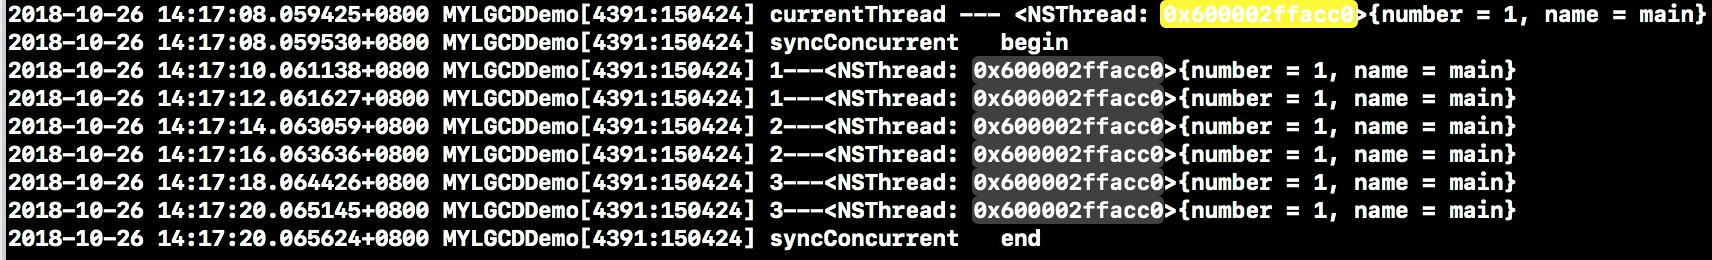 2018-10-26 14:17:08.059425+0800 MYLGCDDemo[4391:150424] currentThread --- <NSThread: 0x600002ffacc0>{number = 1, name = main}
2018-10-26 14:17:08.059530+0800 MYLGCDDemo[4391:150424] syncConcurrent   begin
2018-10-26 14:17:10.061138+0800 MYLGCDDemo[4391:150424] 1---<NSThread: 0x600002ffacc0>{number = 1, name = main}
2018-10-26 14:17:12.061627+0800 MYLGCDDemo[4391:150424] 1---<NSThread: 0x600002ffacc0>{number = 1, name = main}
2018-10-26 14:17:14.063059+0800 MYLGCDDemo[4391:150424] 2---<NSThread: 0x600002ffacc0>{number = 1, name = main}
2018-10-26 14:17:16.063636+0800 MYLGCDDemo[4391:150424] 2---<NSThread: 0x600002ffacc0>{number = 1, name = main}
2018-10-26 14:17:18.064426+0800 MYLGCDDemo[4391:150424] 3---<NSThread: 0x600002ffacc0>{number = 1, name = main}
2018-10-26 14:17:20.065145+0800 MYLGCDDemo[4391:150424] 3---<NSThread: 0x600002ffacc0>{number = 1, name = main}
2018-10-26 14:17:20.065624+0800 MYLGCDDemo[4391:150424] syncConcurrent   end